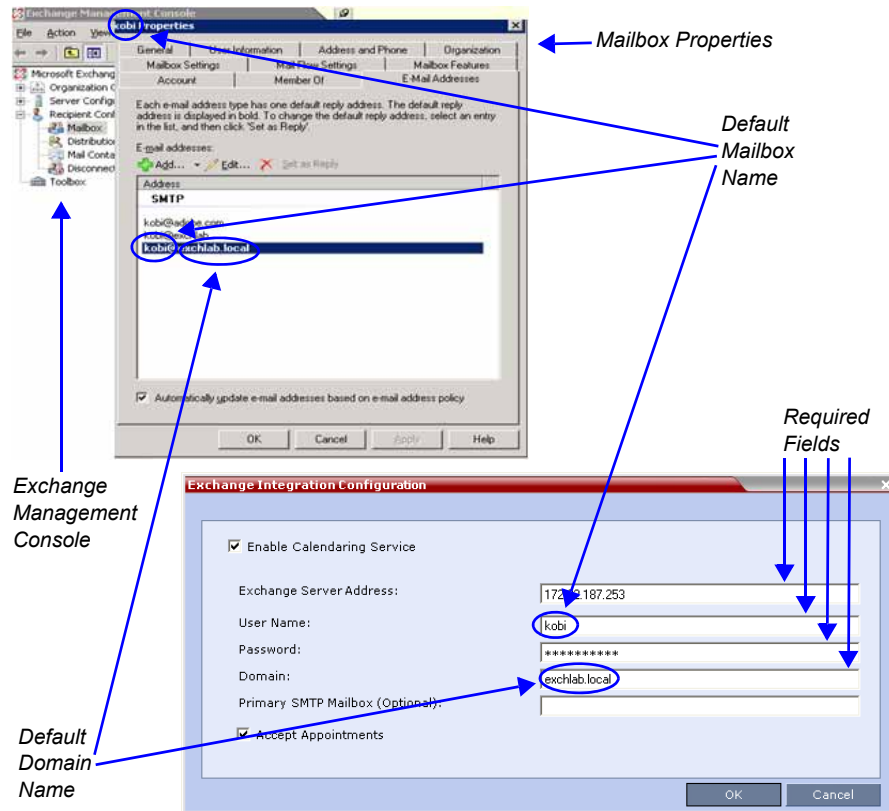 Exchange Management Console
kobi Properties
File Action View
Microsoft Exchang
Organization C
Server Config
Recipient Conf
Mailbox
Distribution
Mail Conta
Disconnec
Toolbox
General User Information Address and Phone Organization
Mailbox Settings Mail Flow Settings Mailbox Features
Account Member Of E-Mail Addresses
Each e-mail address type has one default reply address. The default reply
address is displayed in bold. To change the default reply address, select an entry
in the list, and then click 'Set as Reply'.
E-mail addresses:
Add... Edit... Set as Reply
Address
SMTP
kobi@adobe.com
kobi@exchlab
kobi@exchlab.local
Automatically update e-mail addresses based on e-mail address policy
OK Cancel Apply Help
Mailbox Properties
Default
Mailbox
Name
Required
Fields
Exchange
Management
Console
Exchange Integration Configuration
Enable Calendaring Service
Exchange Server Address:
User Name: kobi
Password: **********
Domain: exchlab.local
Primary SMTP Mailbox (Optional):
Accept Appointments
OK Cancel
Default
Domain
Name